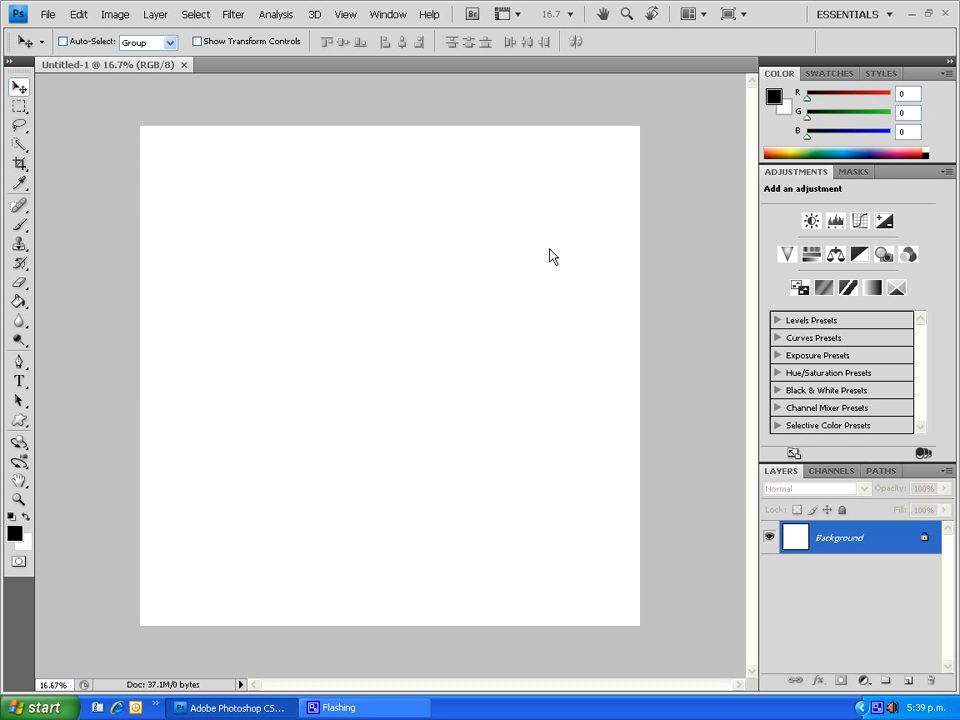 Ps File Edit Image Layer Select Filter Analysis 3D View Window Help Br 16.7 ESSENTIALS
Auto-Select: Group Show Transform Controls
Untitled-1 @ 16.7% (RGB/8)
COLOR SWATCHES STYLES
R 0
G 0
B 0
ADJUSTMENTS MASKS
Add an adjustment
Levels Presets
Curves Presets
Exposure Presets
Hue/Saturation Presets
Black & White Presets
Channel Mixer Presets
Selective Color Presets
LAYERS CHANNELS PATHS
Normal Opacity: 100%
Lock: Fill: 100%
Background
16.67% Doc: 37.1M/0 bytes
start Ps Adobe Photoshop CS... Flashing 5:39 p.m.